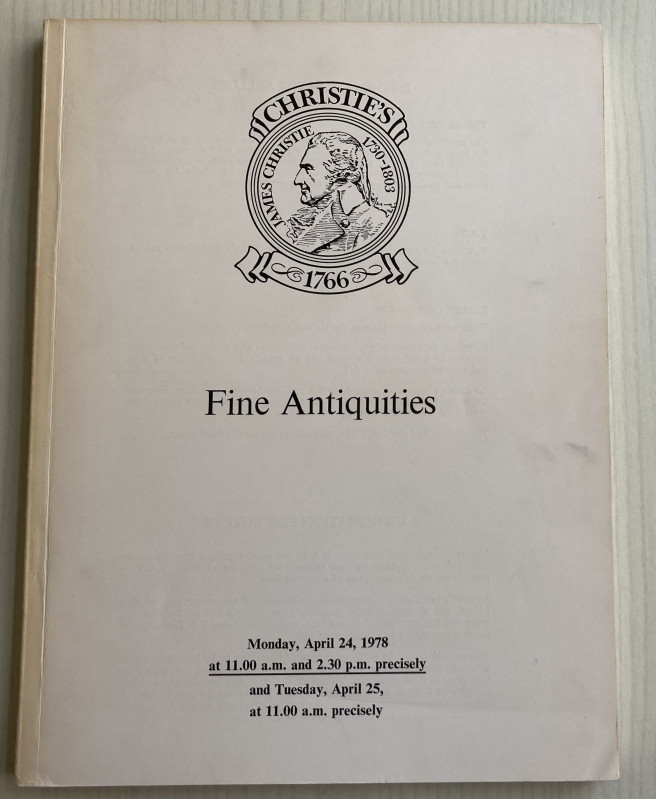 CHRISTIE'S
JAMES CHRISTIE 1730-1803
1766
Fine Antiquities
Monday, April 24, 1978
at 11.00 a.m. and 2.30 p.m. precisely
and Tuesday, April 25,
at 11.00 a.m. precisely